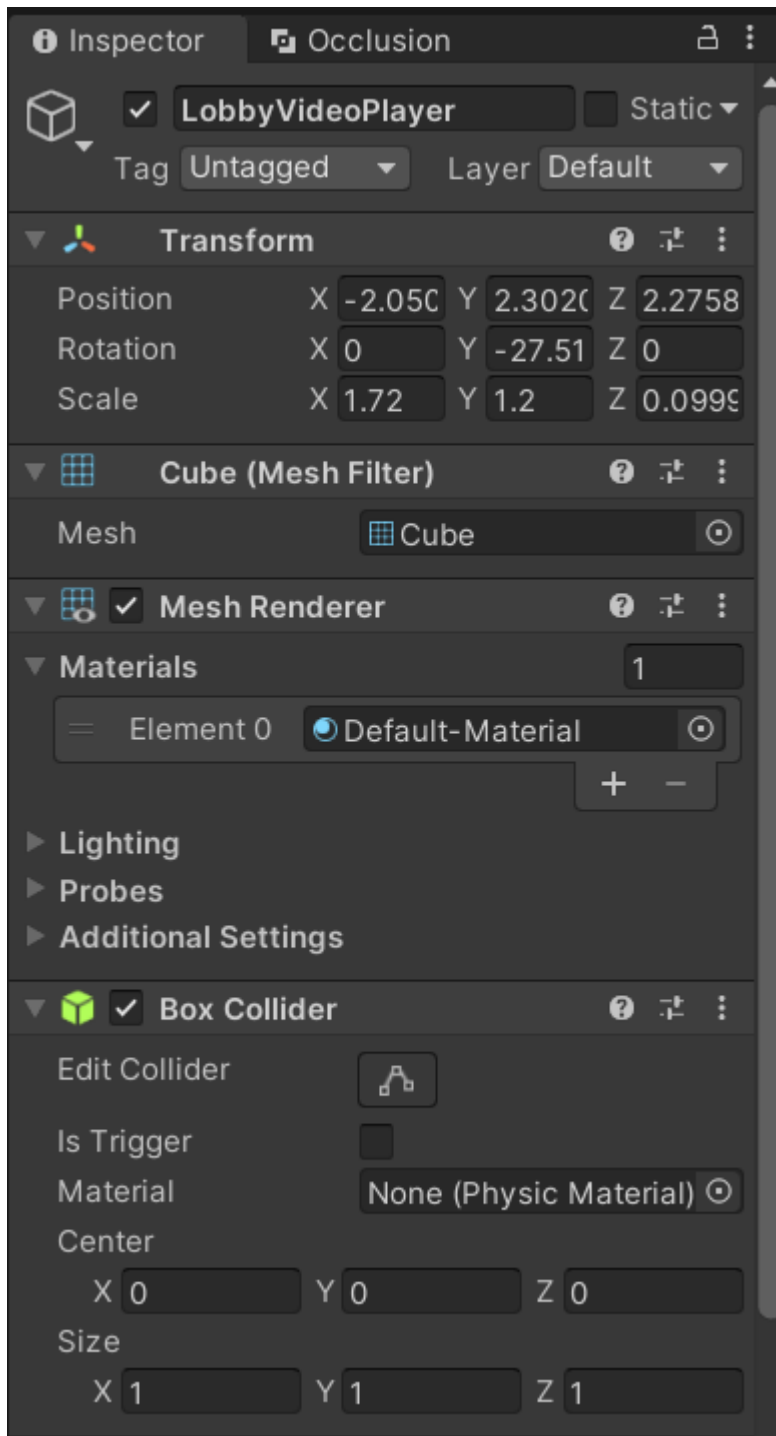 Inspector Occlusion
LobbyVideoPlayer Static
Tag Untagged Layer Default
Transform
Position X -2.050 Y 2.3020 Z 2.2758
Rotation X 0 Y -27.51 Z 0
Scale X 1.72 Y 1.2 Z 0.0999
Cube (Mesh Filter)
Mesh Cube
Mesh Renderer
Materials 1
Element 0 Default-Material
+ −
Lighting
Probes
Additional Settings
Box Collider
Edit Collider
Is Trigger
Material None (Physic Material)
Center
X 0 Y 0 Z 0
Size
X 1 Y 1 Z 1